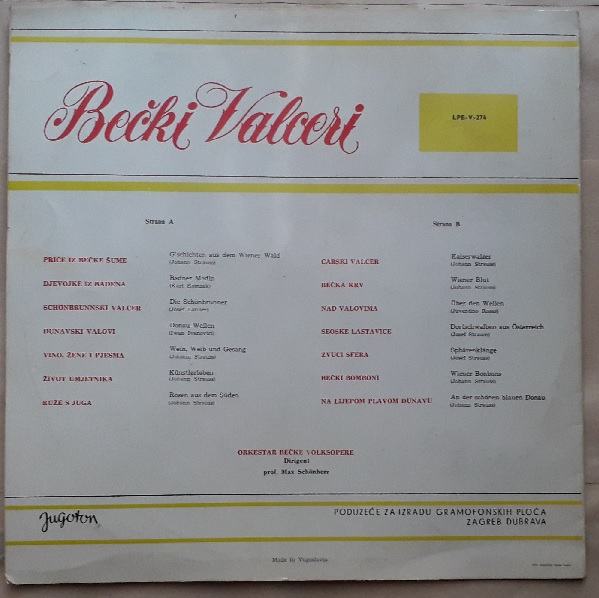 Bečki Valceri
LPE-V-274
Strana A
PRIČE IZ BEČKE ŠUME
G'schichten aus dem Wiener Wald
(Johann Strauss)
DJEVOJKE IZ BADENA
Badner Madln
(Karl Komzak)
SCHÖNBRUNNSKI VALCER
Die Schönbrunner
(Josef Lanner)
DUNAVSKI VALOVI
Donau Wellen
(Ivan Ivanovici)
VINO, ŽENE I PJESMA
Wein, Weib und Gesang
(Johann Strauss)
ŽIVOT UMJETNIKA
Künstlerleben
(Johann Strauss)
RUŽE S JUGA
Rosen aus dem Süden
(Johann Strauss)
Strana B
CARSKI VALCER
Kaiserwalzer
(Johann Strauss)
BEČKA KRV
Wiener Blut
(Johann Strauss)
NAD VALOVIMA
Über den Wellen
(Juventino Rosas)
SEOSKE LASTAVICE
Dorfschwalben aus Österreich
(Josef Strauss)
ZVUCI SFERA
Sphärenklänge
(Josef Strauss)
BEČKI BOMBONI
Wiener Bonbons
(Johann Strauss)
NA LIJEPOM PLAVOM DUNAVU
An der schönen blauen Donau
(Johann Strauss)
ORKESTAR BEČKE VOLKSOPERE
Dirigent
prof. Max Schönherr
Jugoton
PODUZEĆE ZA IZRADU GRAMOFONSKIH PLOČA
ZAGREB DUBRAVA
Made in Yugoslavia